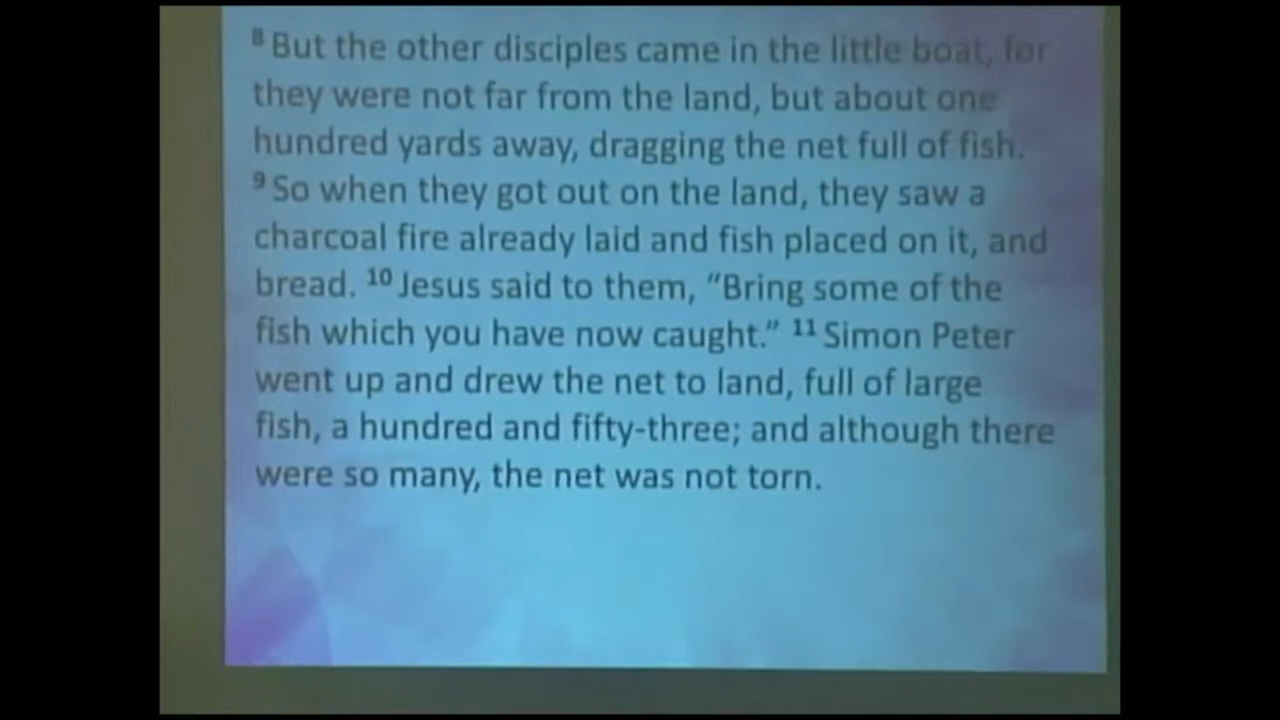 ⁸ But the other disciples came in the little boat, for
they were not far from the land, but about one
hundred yards away, dragging the net full of fish.
⁹ So when they got out on the land, they saw a
charcoal fire already laid and fish placed on it, and
bread. ¹⁰ Jesus said to them, “Bring some of the
fish which you have now caught.” ¹¹ Simon Peter
went up and drew the net to land, full of large
fish, a hundred and fifty-three; and although there
were so many, the net was not torn.